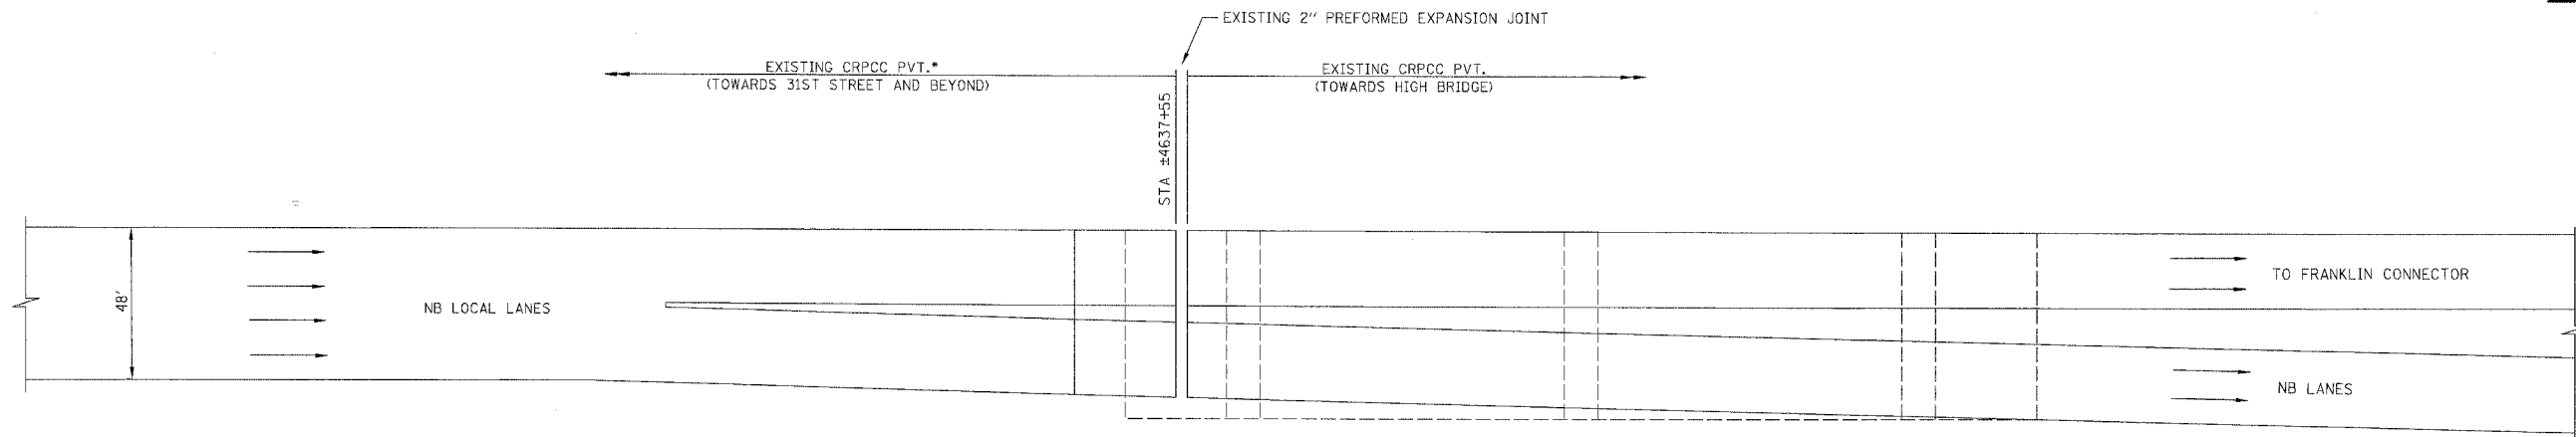 EXISTING 2" PREFORMED EXPANSION JOINT
EXISTING CRPCC PVT.*
(TOWARDS 31ST STREET AND BEYOND)
EXISTING CRPCC PVT.
(TOWARDS HIGH BRIDGE)
STA ±4637+55
48'
NB LOCAL LANES
TO FRANKLIN CONNECTOR
NB LANES